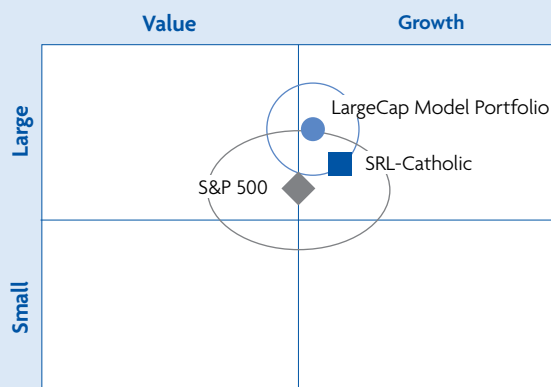 Value
Growth
Large
LargeCap Model Portfolio
SRL-Catholic
S&P 500
Small